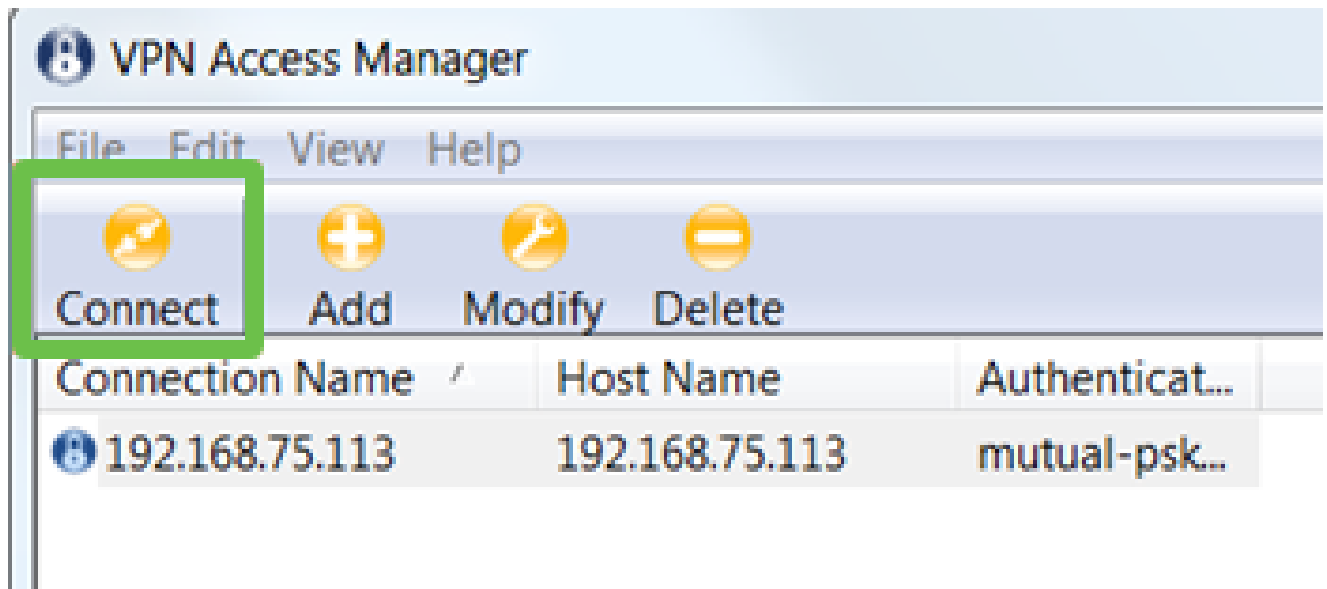 VPN Access Manager
File Edit View Help
Connect Add Modify Delete
Connection Name Host Name Authenticat...
192.168.75.113 192.168.75.113 mutual-psk...